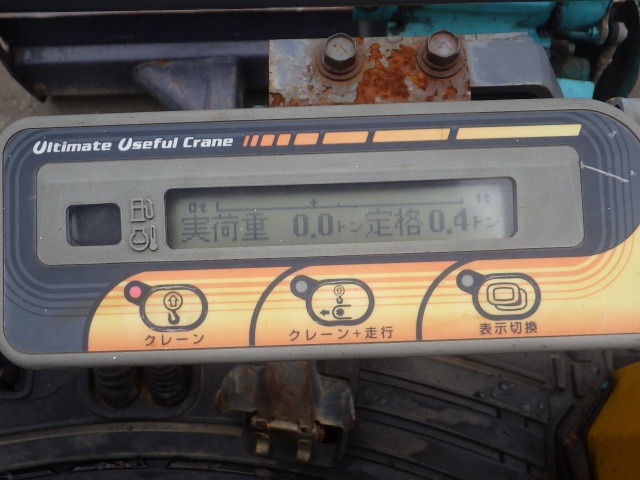 Ultimate Useful Crane
0t 1t
実荷重 0.0トン 定格 0.4トン
クレーン
クレーン+走行
表示切換